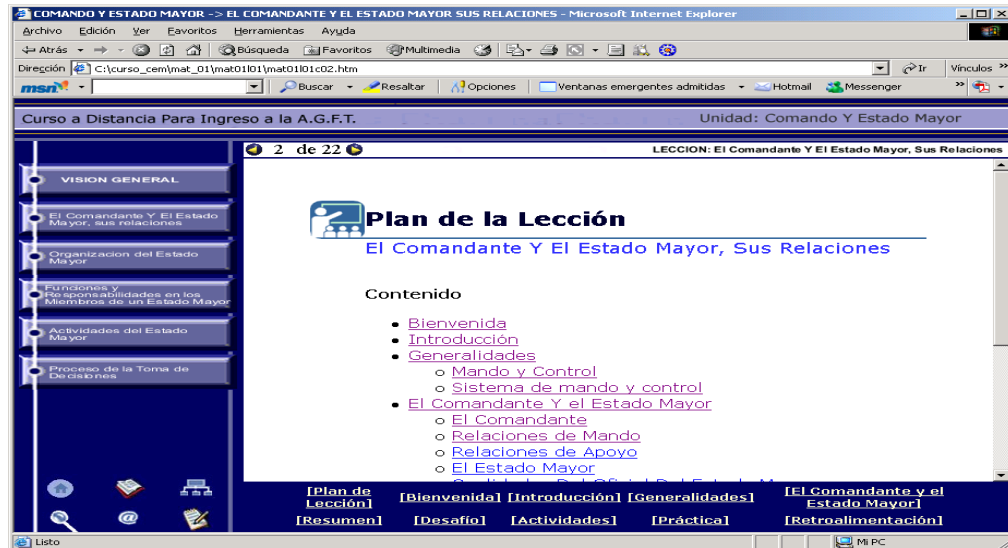 COMANDO Y ESTADO MAYOR -> EL COMANDANTE Y EL ESTADO MAYOR SUS RELACIONES - Microsoft Internet Explorer
Archivo Edición Ver Favoritos Herramientas Ayuda
Atrás Búsqueda Favoritos Multimedia
Dirección C:\curso_cem\mat_01\mat01l01\mat01l01c02.htm Ir Vínculos »
msn Buscar Resaltar Opciones Ventanas emergentes admitidas Hotmail Messenger »
Curso a Distancia Para Ingreso a la A.G.F.T. Unidad: Comando Y Estado Mayor
2 de 22 LECCION: El Comandante Y El Estado Mayor, Sus Relaciones
VISION GENERAL
El Comandante Y El Estado
Mayor, sus relaciones
Organizacion del Estado
Mayor
Funciones y
Responsabilidades en los
Miembros de un Estado Mayor
Actividades del Estado
Mayor
Proceso de la Toma de
Decisiones
Plan de la Lección
El Comandante Y El Estado Mayor, Sus Relaciones
Contenido
• Bienvenida
• Introducción
• Generalidades
o Mando y Control
o Sistema de mando y control
• El Comandante Y el Estado Mayor
o El Comandante
o Relaciones de Mando
o Relaciones de Apoyo
o El Estado Mayor
[Plan de
Lección] [Bienvenida] [Introducción] [Generalidades] [El Comandante y el
Estado Mayor]
[Resumen] [Desafío] [Actividades] [Práctica] [Retroalimentación]
Listo Mi PC